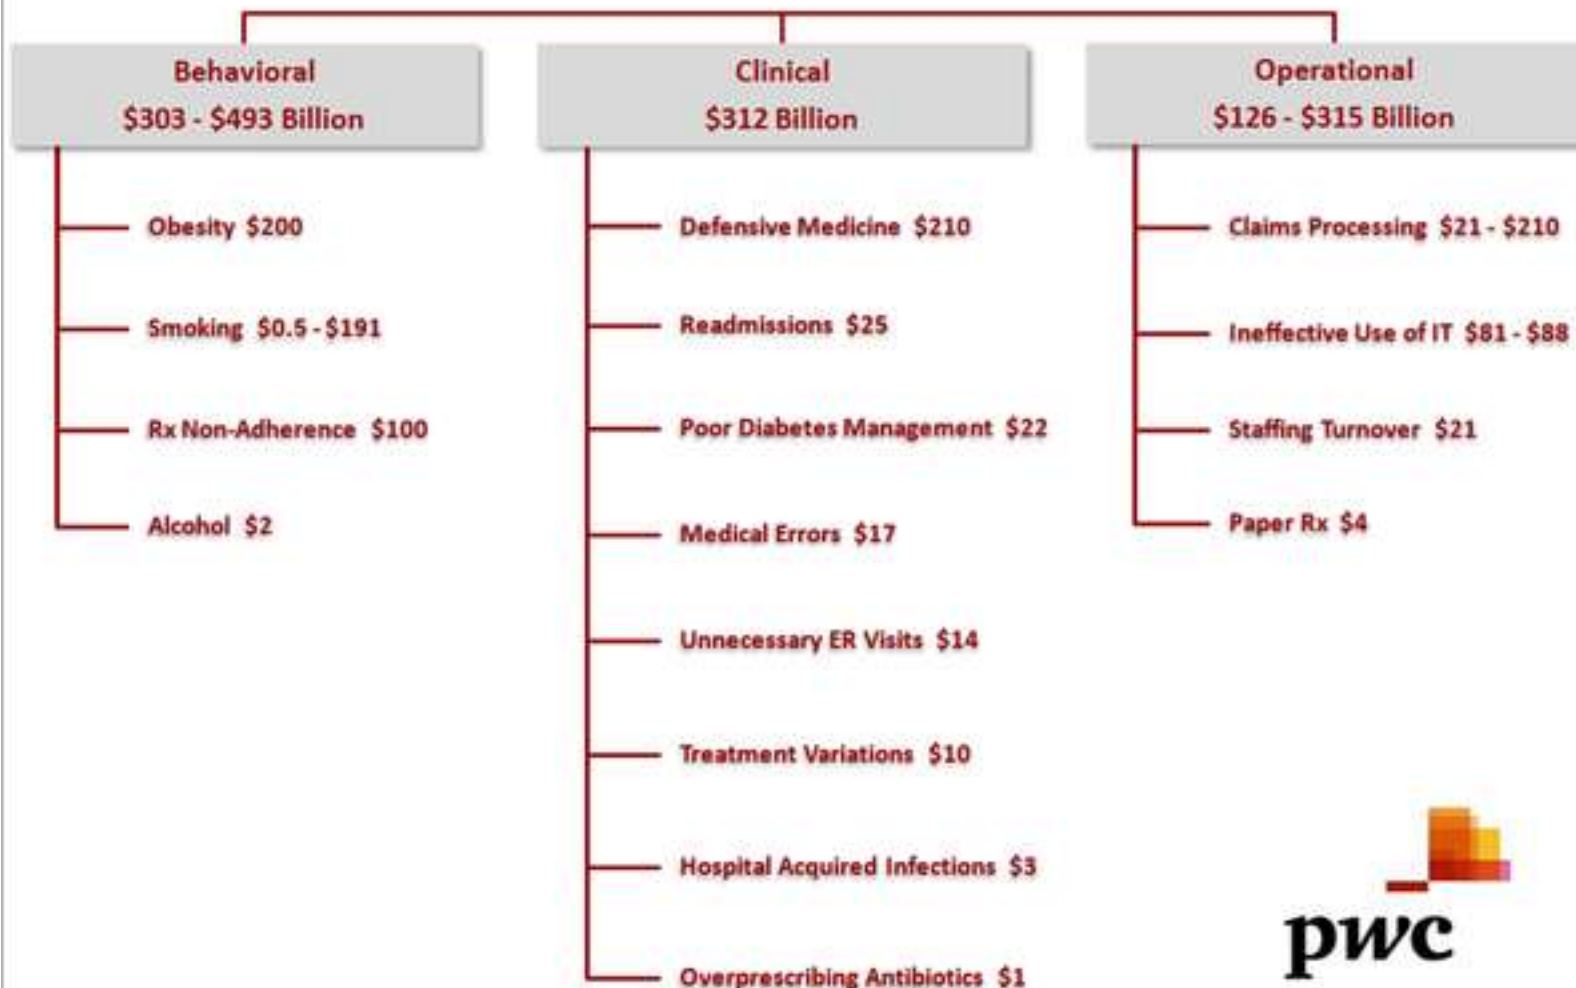 Behavioral
$303 - $493 Billion
Obesity $200
Smoking $0.5 - $191
Rx Non-Adherence $100
Alcohol $2
Clinical
$312 Billion
Defensive Medicine $210
Readmissions $25
Poor Diabetes Management $22
Medical Errors $17
Unnecessary ER Visits $14
Treatment Variations $10
Hospital Acquired Infections $3
Overprescribing Antibiotics $1
Operational
$126 - $315 Billion
Claims Processing $21 - $210
Ineffective Use of IT $81 - $88
Staffing Turnover $21
Paper Rx $4
pwc